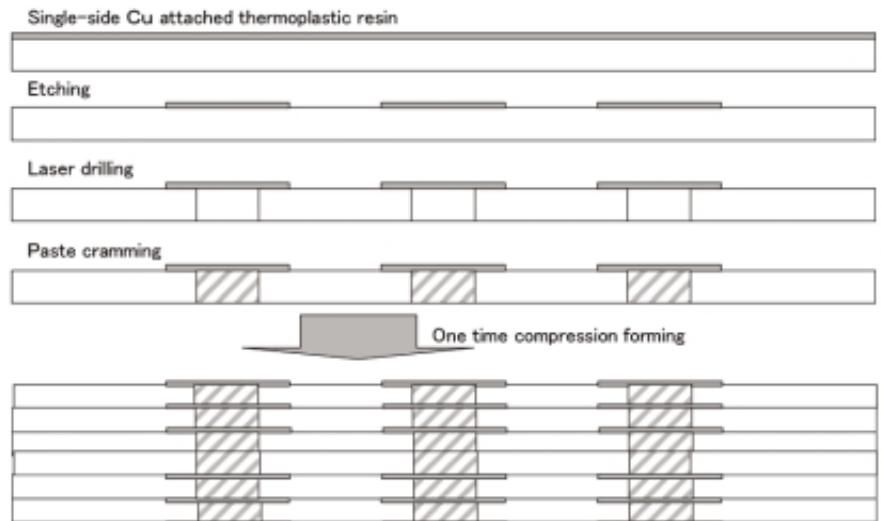 Single-side Cu attached thermoplastic resin
Etching
Laser drilling
Paste cramming
One time compression forming